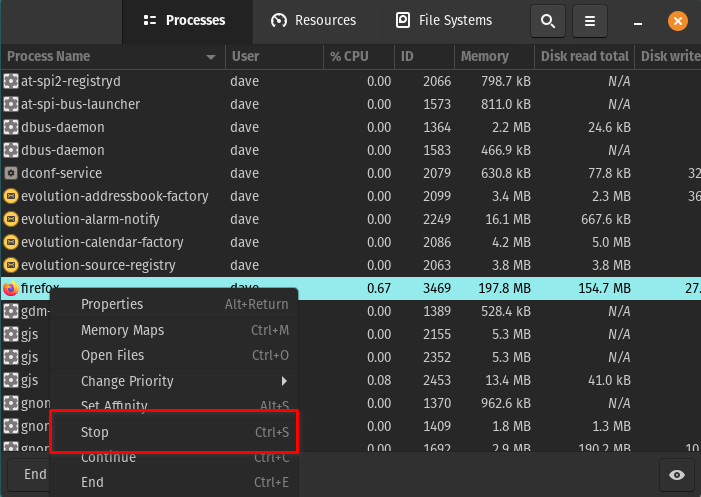 Processes Resources File Systems
Process Name User % CPU ID Memory Disk read total Disk write
at-spi2-registryd dave 0.00 2066 798.7 kB N/A
at-spi-bus-launcher dave 0.00 1573 811.0 kB N/A
dbus-daemon dave 0.00 1364 2.2 MB 24.6 kB
dbus-daemon dave 0.00 1583 466.9 kB N/A
dconf-service dave 0.00 2079 630.8 kB 77.8 kB 32
evolution-addressbook-factory dave 0.00 2099 3.4 MB 2.3 MB 36
evolution-alarm-notify dave 0.00 2249 16.1 MB 667.6 kB
evolution-calendar-factory dave 0.00 2086 4.2 MB 5.0 MB
evolution-source-registry dave 0.00 2063 3.8 MB 3.8 MB
firefox dave 0.67 3469 197.8 MB 154.7 MB 27.
gdm- 0.00 1389 528.4 kB N/A
Properties Alt+Return
Memory Maps Ctrl+M
gjs 0.00 2155 5.3 MB N/A
Open Files Ctrl+O
gjs 0.00 2352 5.3 MB N/A
Change Priority
gjs 0.08 2453 13.4 MB 41.0 kB
Set Affinity Alt+S
gnon 0.00 1370 962.6 kB N/A
Stop Ctrl+S
gnon 0.00 1409 1.8 MB 1.3 MB
gnon 0.00 1692 2.9 MB 190.2 MB 10
Continue Ctrl+C
End Ctrl+E
End